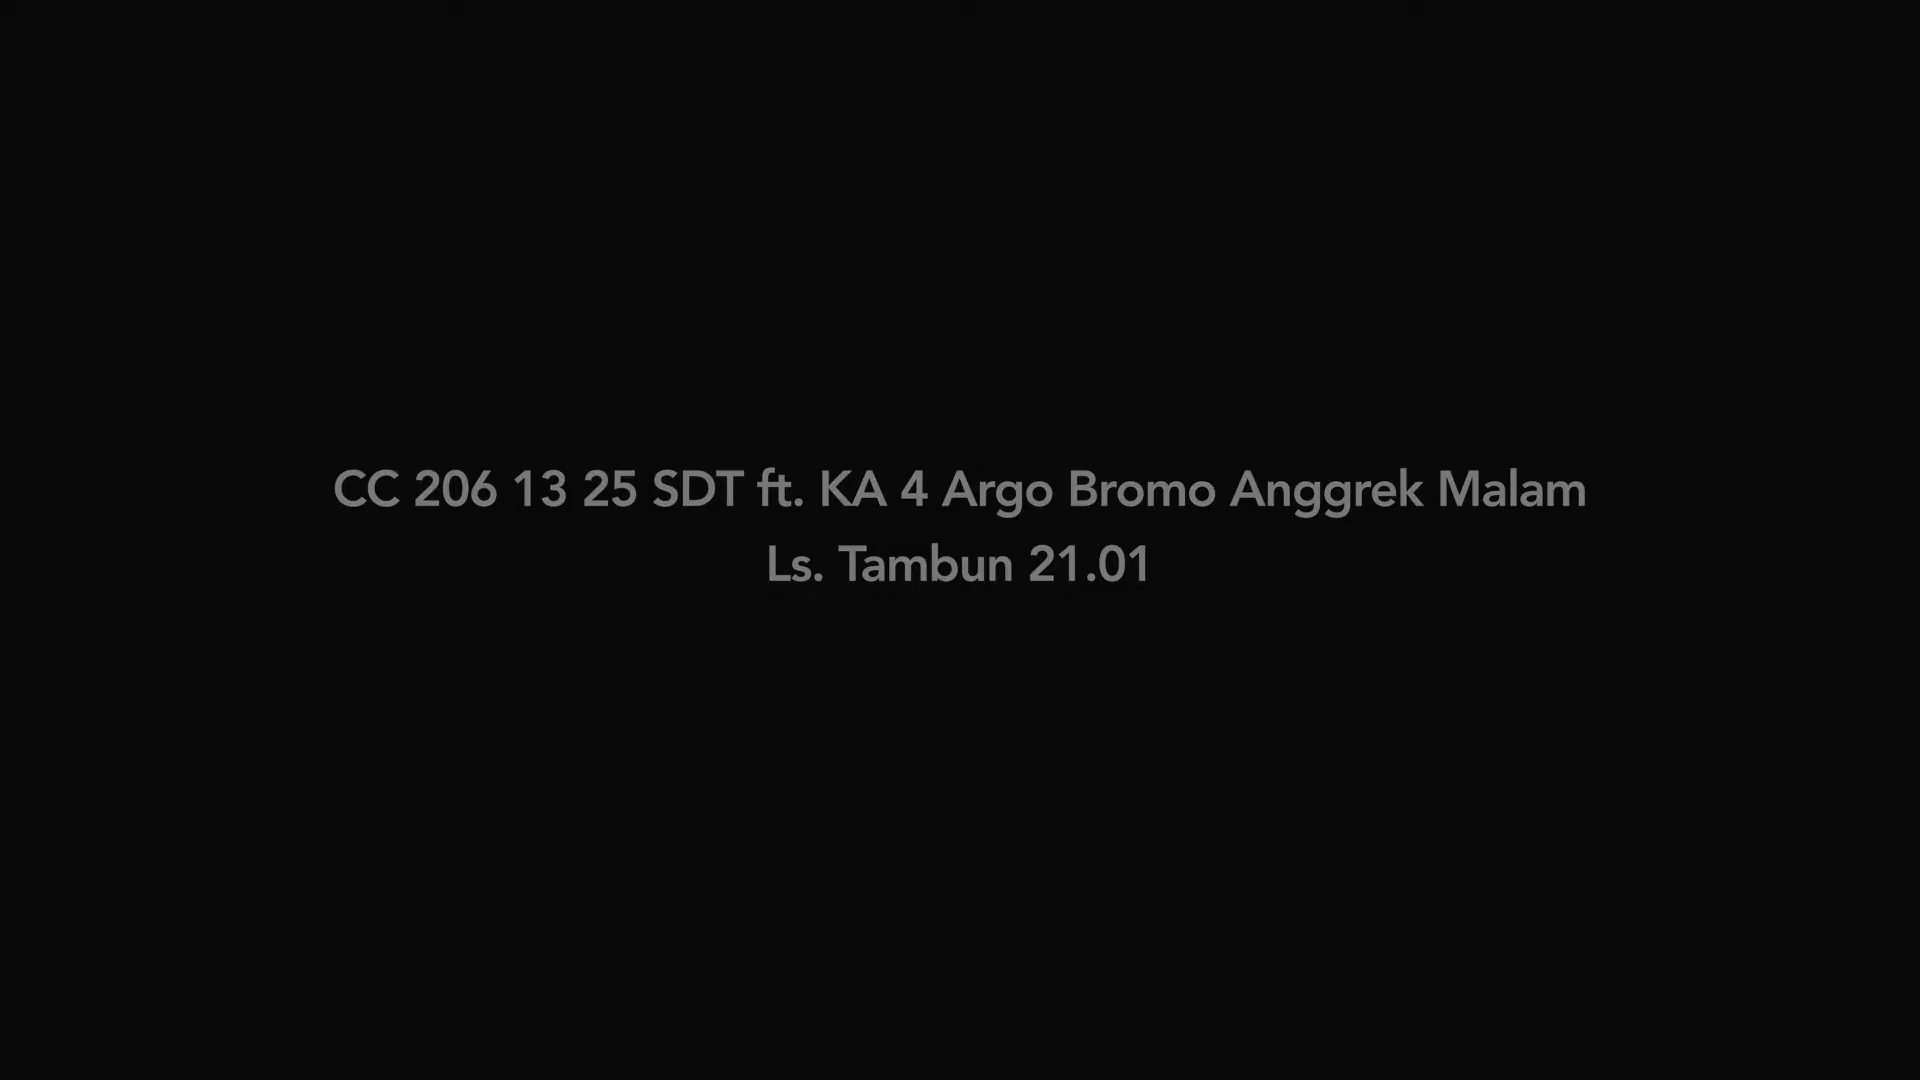 CC 206 13 25 SDT ft. KA 4 Argo Bromo Anggrek Malam
Ls. Tambun 21.01